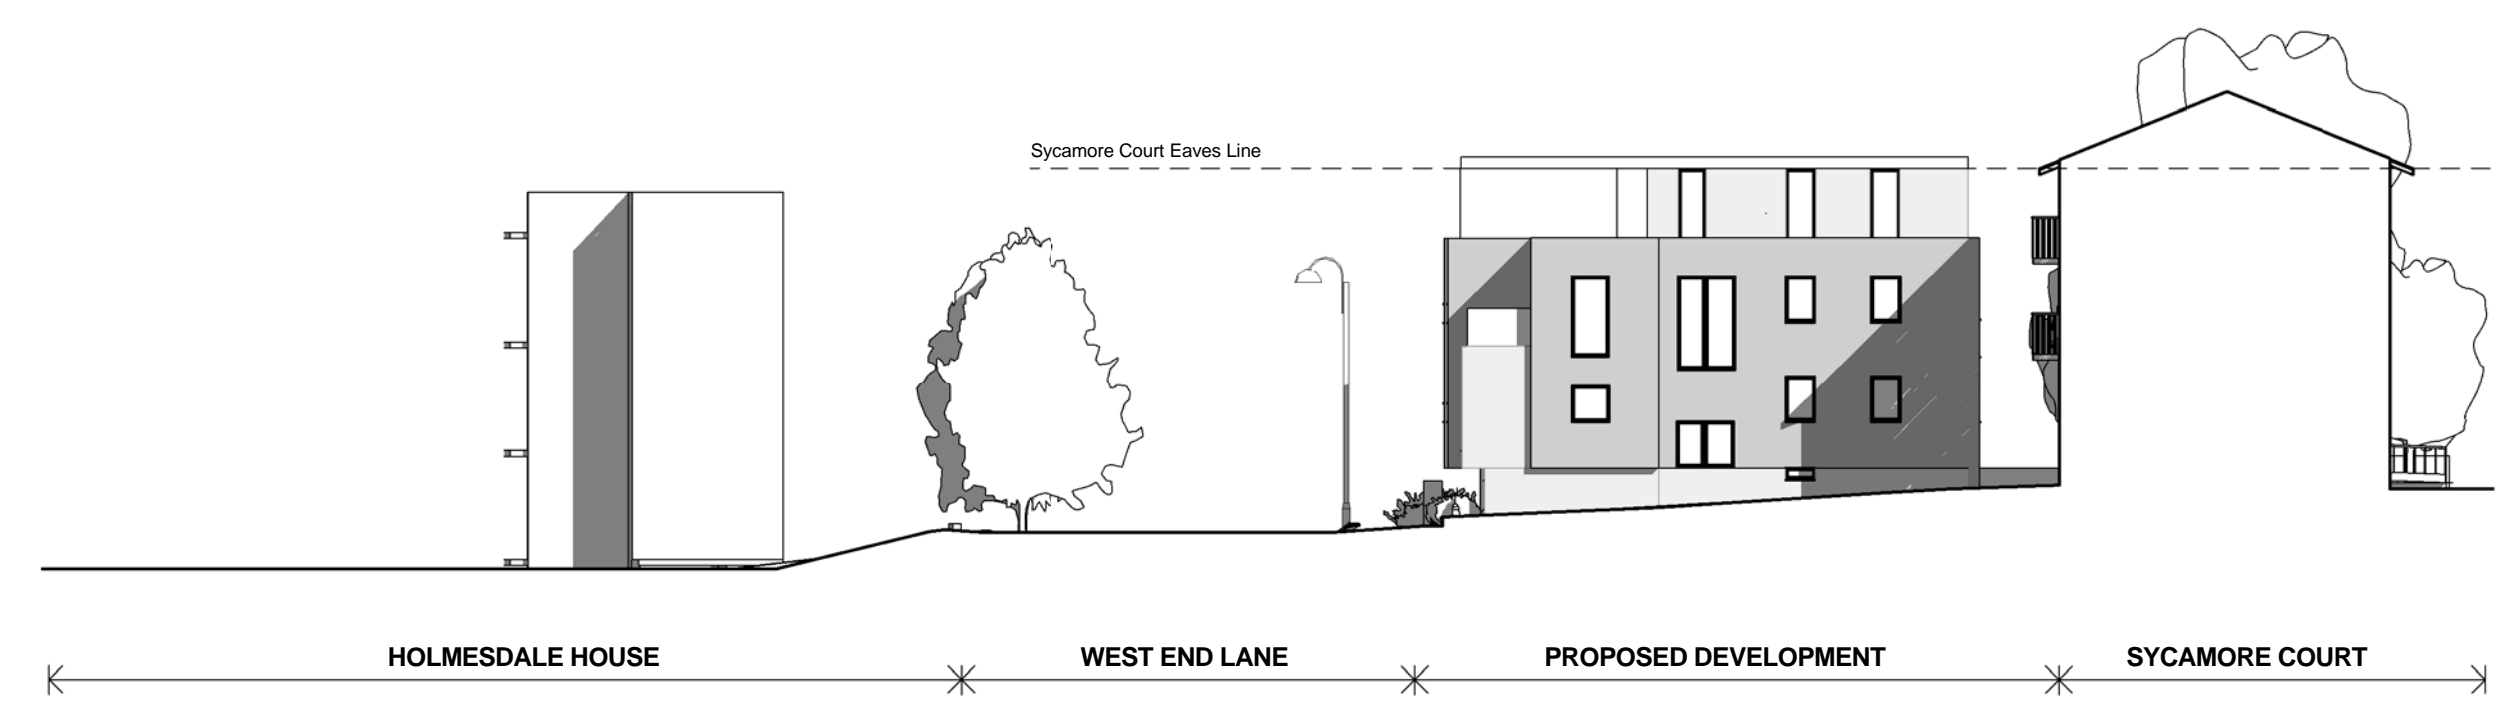 Sycamore Court Eaves Line
HOLMESDALE HOUSE
WEST END LANE
PROPOSED DEVELOPMENT
SYCAMORE COURT